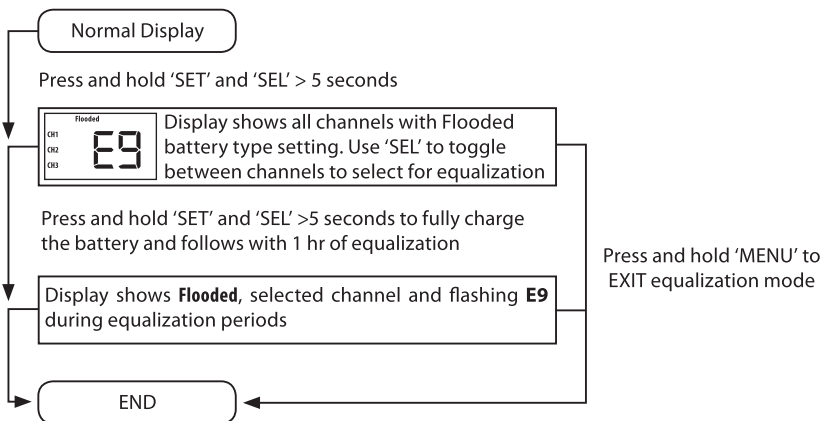 Normal Display
Press and hold ‘SET’ and ‘SEL’ > 5 seconds
Flooded
CH1
CH2
CH3
E9
Display shows all channels with Flooded
battery type setting. Use ‘SEL’ to toggle
between channels to select for equalization
Press and hold ‘SET’ and ‘SEL’ >5 seconds to fully charge
the battery and follows with 1 hr of equalization
Press and hold ‘MENU’ to
EXIT equalization mode
Display shows Flooded, selected channel and flashing E9
during equalization periods
END